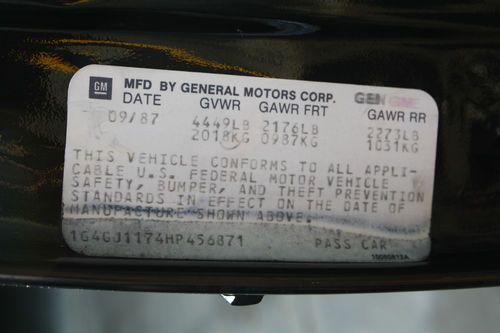 GM MFD BY GENERAL MOTORS CORP. GEN GME
DATE GVWR GAWR FRT GAWR RR
09/87 4449LB 2176LB 2273LB
2018KG 0987KG 1031KG
THIS VEHICLE CONFORMS TO ALL APPLI-
CABLE U.S. FEDERAL MOTOR VEHICLE
SAFETY, BUMPER, AND THEFT PREVENTION
STANDARDS IN EFFECT ON THE DATE OF
MANUFACTURE SHOWN ABOVE.
1G4GJ1174HP456871 PASS CAR